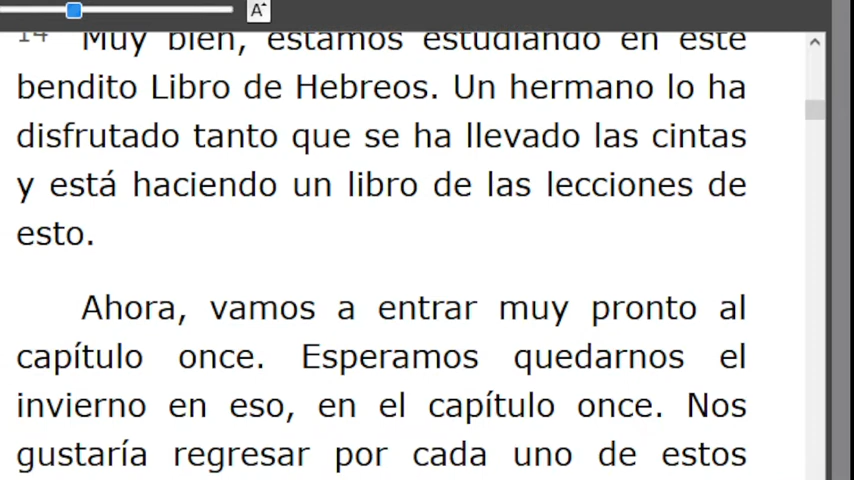 A
14 Muy bien, estamos estudiando en este
bendito Libro de Hebreos. Un hermano lo ha
disfrutado tanto que se ha llevado las cintas
y está haciendo un libro de las lecciones de
esto.
Ahora, vamos a entrar muy pronto al
capítulo once. Esperamos quedarnos el
invierno en eso, en el capítulo once. Nos
gustaría regresar por cada uno de estos